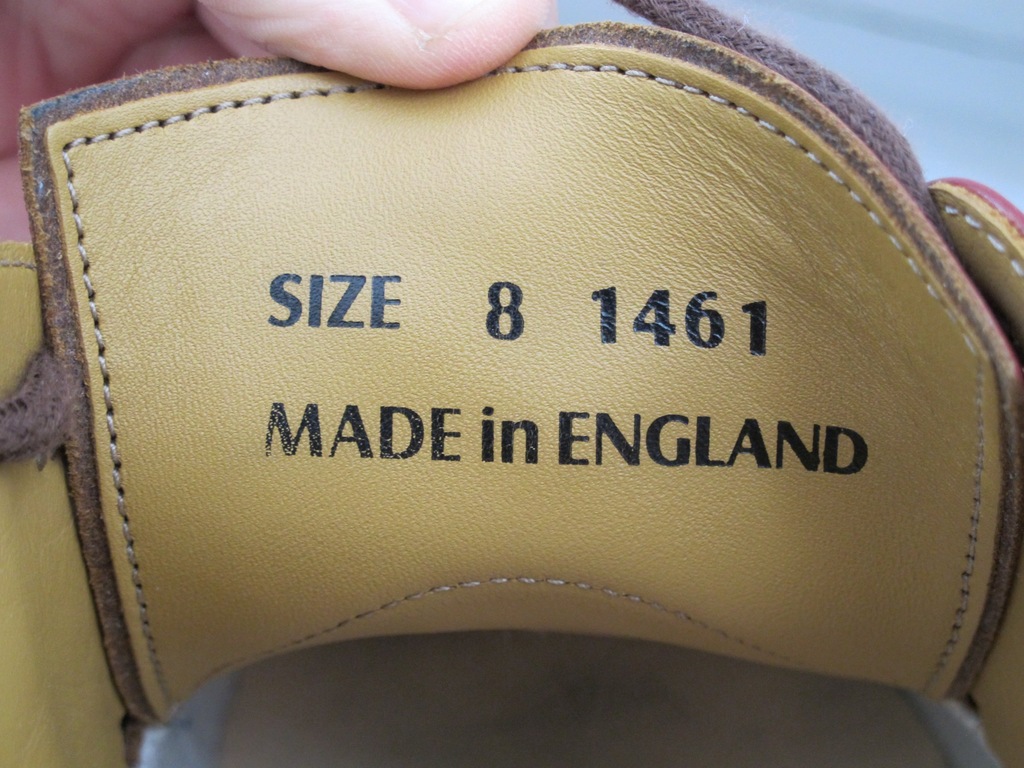 SIZE 8 1461
MADE in ENGLAND